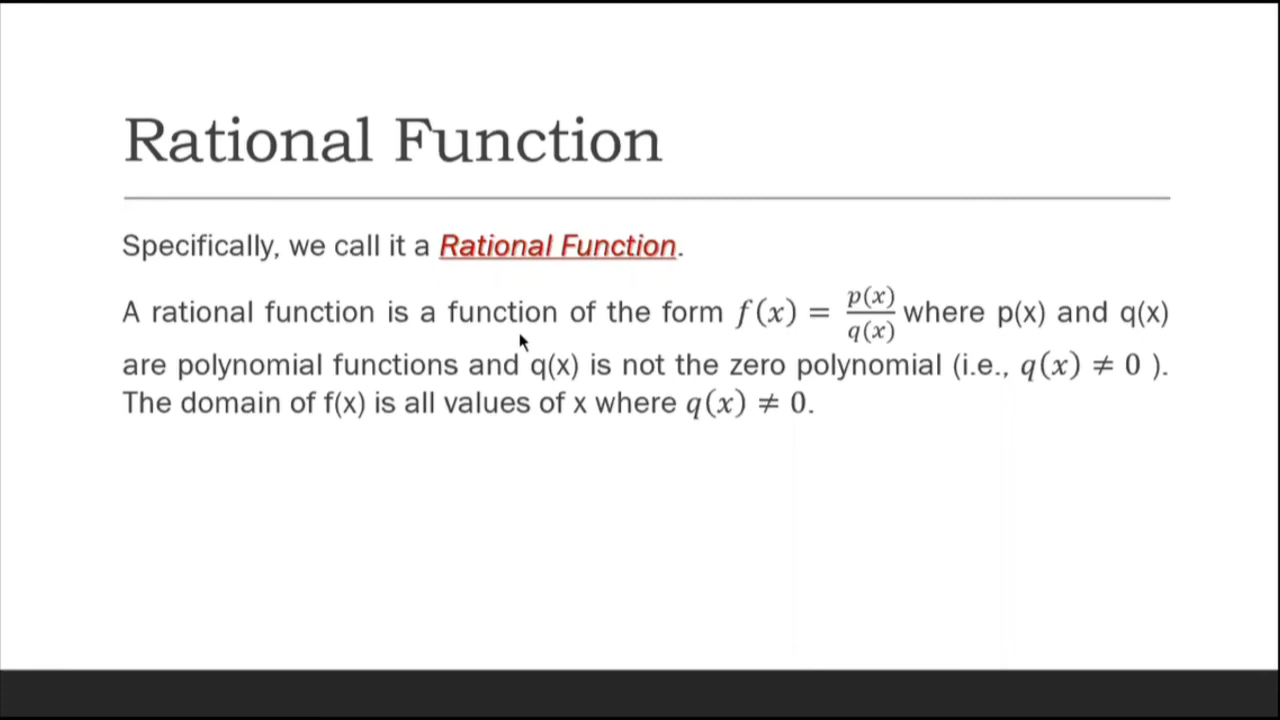 Rational Function
Specifically, we call it a Rational Function.
A rational function is a function of the form f(x) = p(x)/q(x) where p(x) and q(x)
are polynomial functions and q(x) is not the zero polynomial (i.e., q(x) ≠ 0 ).
The domain of f(x) is all values of x where q(x) ≠ 0.